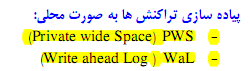 پیاده سازی تراکنش ها به صورت محلی:
- PWS (Private wide Space)
- WaL (Write ahead Log)